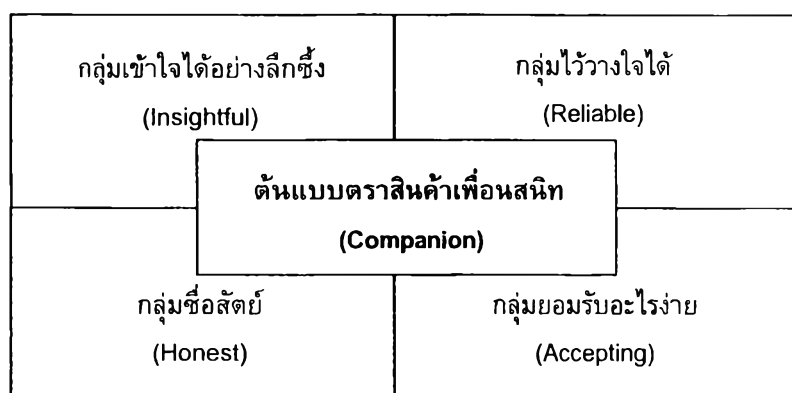 กลุ่มเข้าใจได้อย่างลึกซึ้ง
(Insightful)
กลุ่มไว้วางใจได้
(Reliable)
ต้นแบบตราสินค้าเพื่อนสนิท
(Companion)
กลุ่มซื่อสัตย์
(Honest)
กลุ่มยอมรับอะไรง่าย
(Accepting)